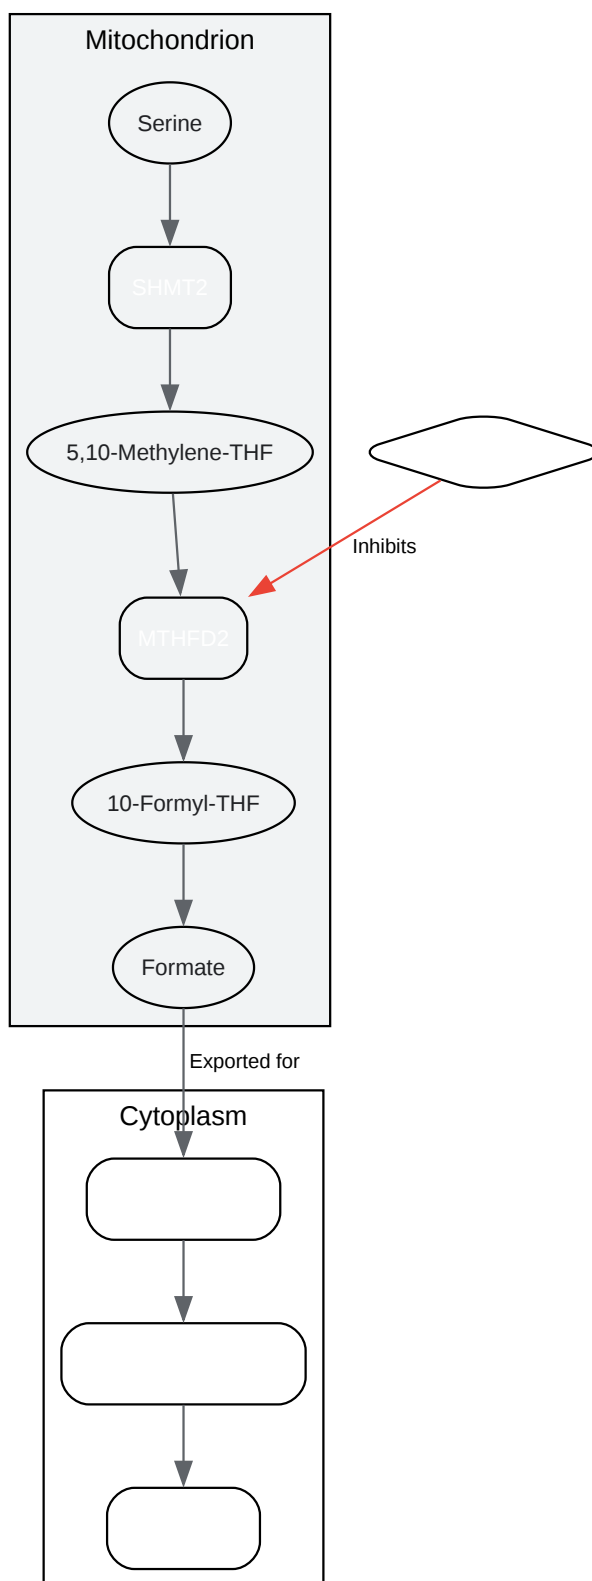 Mitochondrion
Serine
SHMT2
5,10-Methylene-THF
Inhibits
MTHFD2
10-Formyl-THF
Formate
Exported for
Cytoplasm